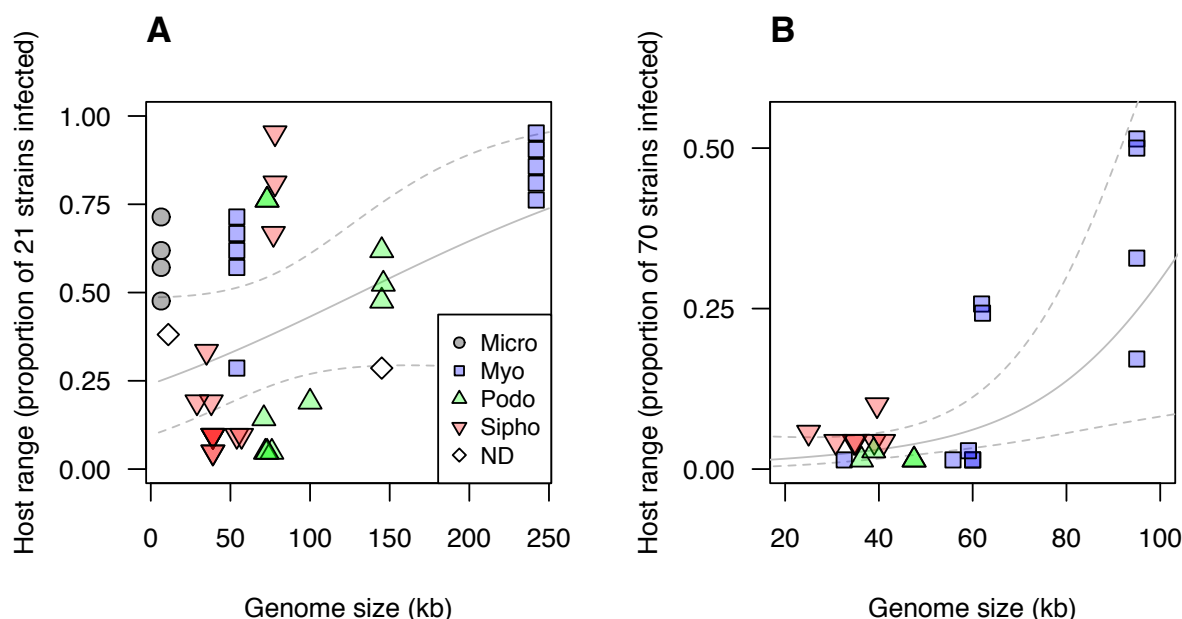 A
Host range (proportion of 21 strains infected)
1.00
0.75
0.50
0.25
0.00
0 50 100 150 200 250
Genome size (kb)
Micro
Myo
Podo
Sipho
ND
B
Host range (proportion of 70 strains infected)
0.50
0.25
0.00
20 40 60 80 100
Genome size (kb)